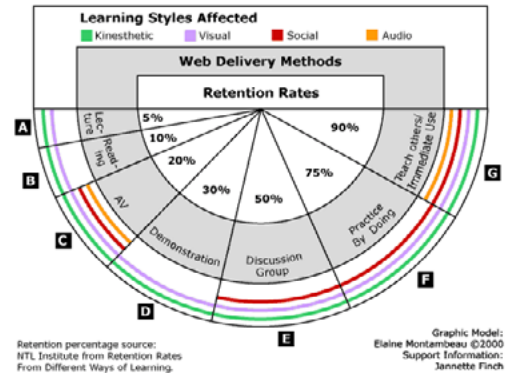 Learning Styles Affected
Kinesthetic Visual Social Audio
Web Delivery Methods
Retention Rates
5%
10%
20%
30%
50%
75%
90%
Lec-
ture
Read-
ing
AV
Demonstration
Discussion
Group
Practice
By Doing
Teach others/
Immediate Use
A
B
C
D
E
F
G
Retention percentage source:
NTL Institute from Retention Rates
From Different Ways of Learning.
Graphic Model:
Elaine Montambeau ©2000
Support Information:
Jannette Finch